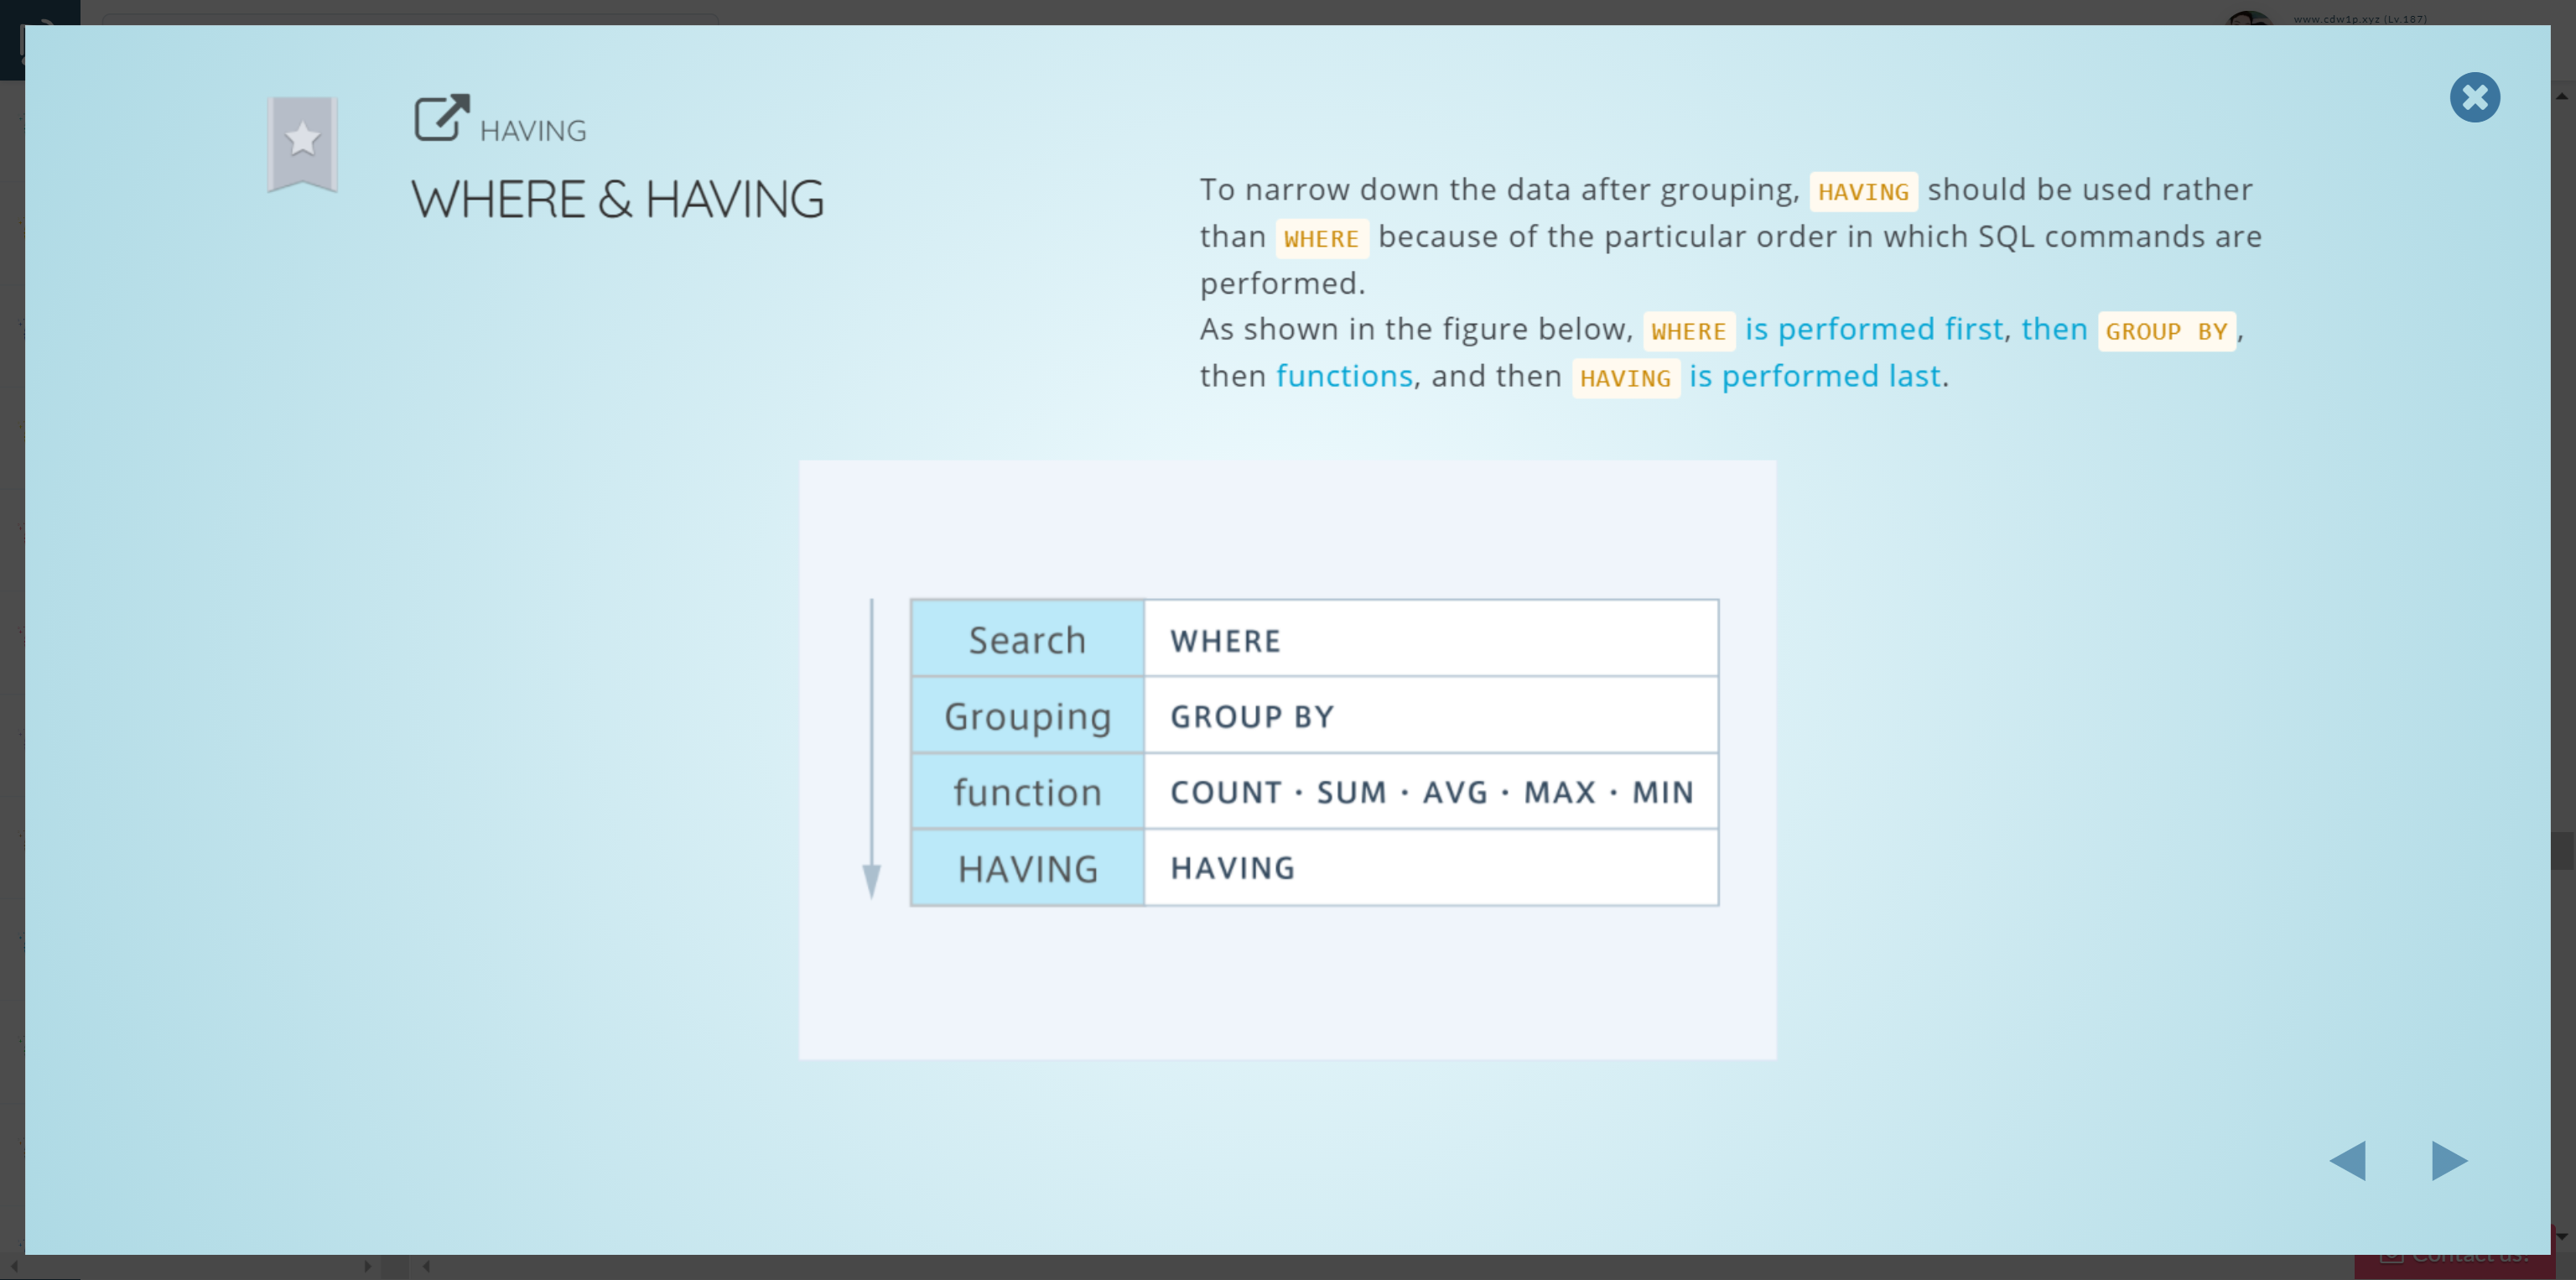 www.cdw1p.xyz (Lv.187)
HAVING
WHERE & HAVING
To narrow down the data after grouping, HAVING should be used rather
than WHERE because of the particular order in which SQL commands are
performed.
As shown in the figure below, WHERE is performed first, then GROUP BY,
then functions, and then HAVING is performed last.
Search WHERE
Grouping GROUP BY
function COUNT · SUM · AVG · MAX · MIN
HAVING HAVING
Contact us!